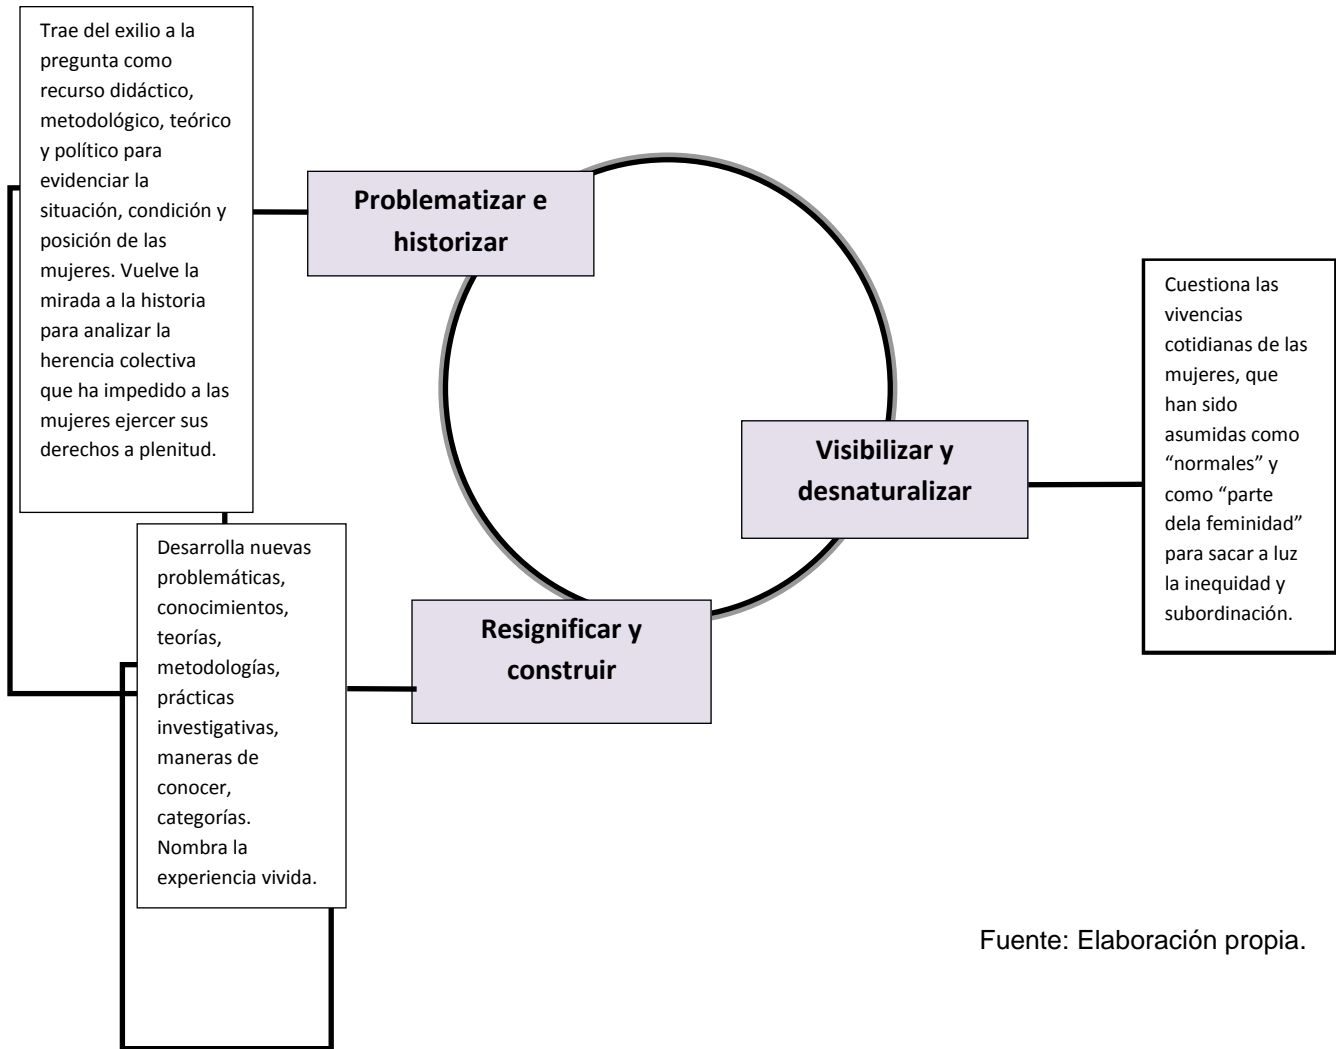 Trae del exilio a la
pregunta como
recurso didáctico,
metodológico, teórico
y político para
evidenciar la
situación, condición y
posición de las
mujeres. Vuelve la
mirada a la historia
para analizar la
herencia colectiva
que ha impedido a las
mujeres ejercer sus
derechos a plenitud.
Problematizar e
historizar
Visibilizar y
desnaturalizar
Cuestiona las
vivencias
cotidianas de las
mujeres, que
han sido
asumidas como
“normales” y
como “parte
dela feminidad”
para sacar a luz
la inequidad y
subordinación.
Resignificar y
construir
Desarrolla nuevas
problemáticas,
conocimientos,
teorías,
metodologías,
prácticas
investigativas,
maneras de
conocer,
categorías.
Nombra la
experiencia vivida.
Fuente: Elaboración propia.